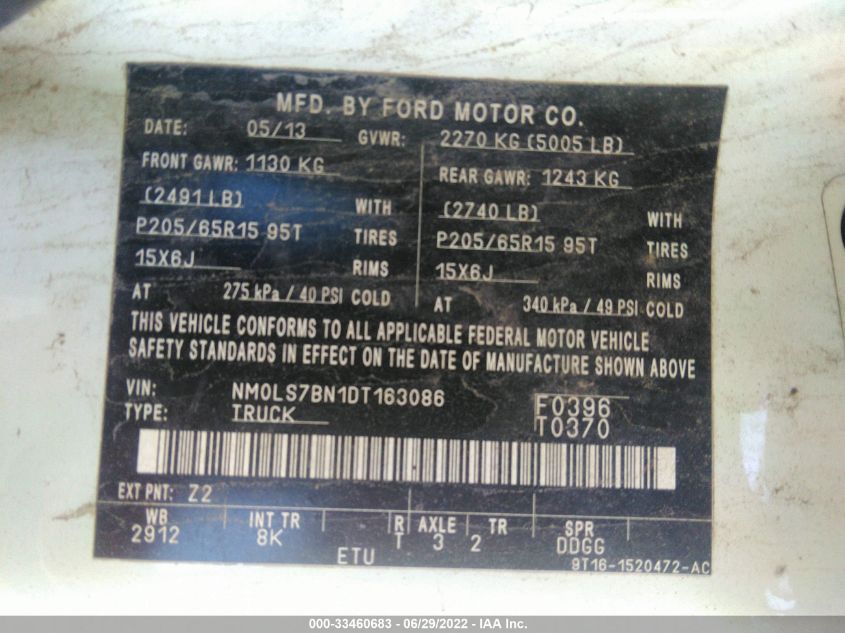 MFD. BY FORD MOTOR CO.
DATE: 05/13 GVWR: 2270 KG (5005 LB)
FRONT GAWR: 1130 KG REAR GAWR: 1243 KG
(2491 LB) WITH (2740 LB) WITH
P205/65R15 95T TIRES P205/65R15 95T TIRES
15X6J RIMS 15X6J RIMS
AT 275 kPa / 40 PSI COLD AT 340 kPa / 49 PSI COLD
THIS VEHICLE CONFORMS TO ALL APPLICABLE FEDERAL MOTOR VEHICLE
SAFETY STANDARDS IN EFFECT ON THE DATE OF MANUFACTURE SHOWN ABOVE
VIN: NM0LS7BN1DT163086 F0396
TYPE: TRUCK T0370
EXT PNT: Z2
WB INT TR R AXLE TR SPR
2912 8K T 3 2 DDGG
ETU 9T16-1520472-AC
000-33460683 - 06/29/2022 - IAA Inc.